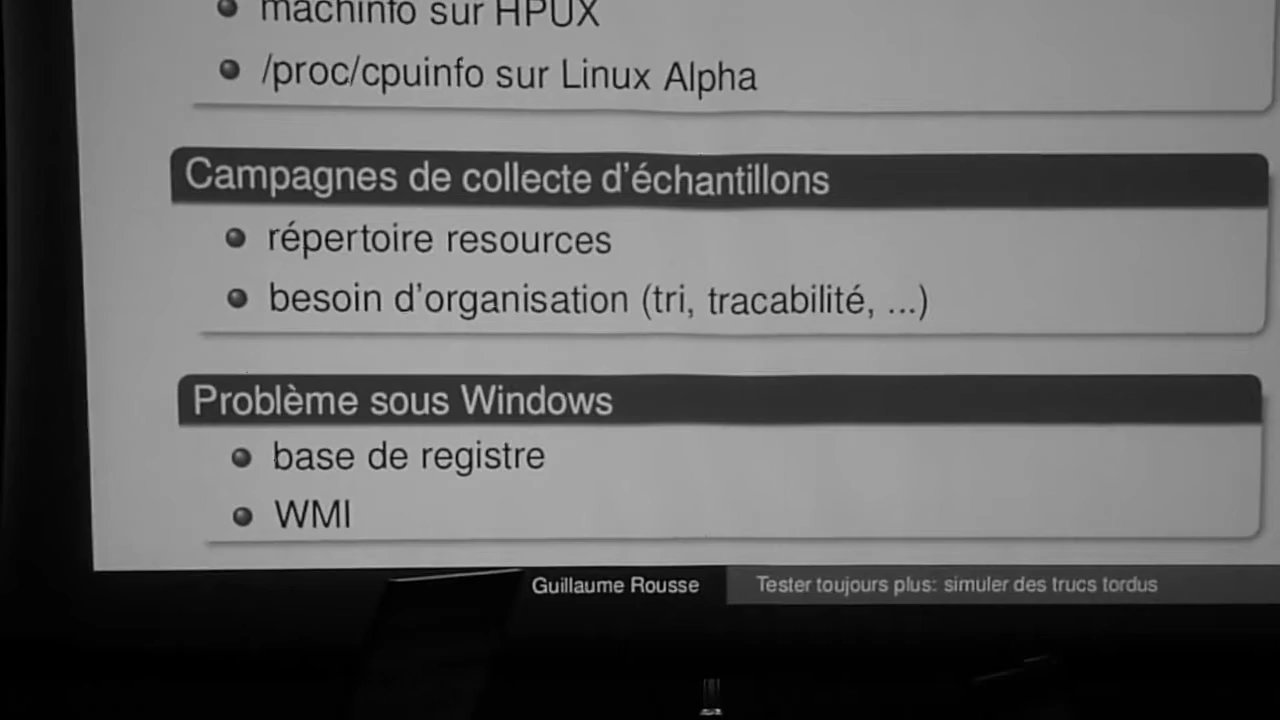 machinfo sur HPUX
/proc/cpuinfo sur Linux Alpha
Campagnes de collecte d'échantillons
répertoire resources
besoin d'organisation (tri, tracabilité, ...)
Problème sous Windows
base de registre
WMI
Guillaume Rousse
Tester toujours plus: simuler des trucs tordus